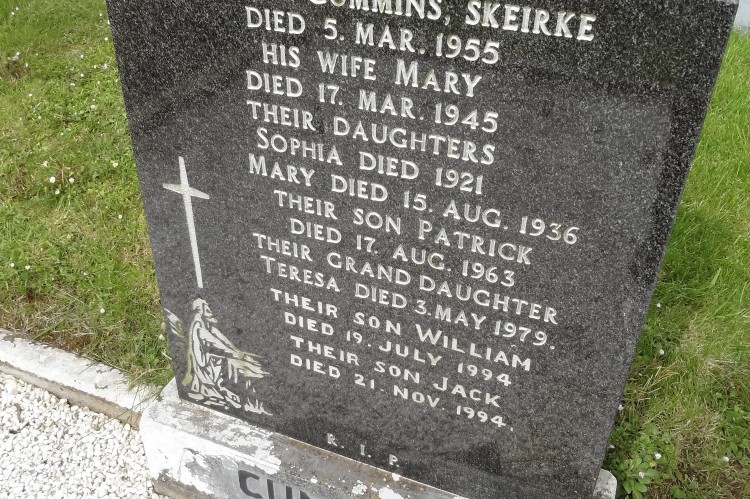 CUMMINS, SKEIRKE
DIED 5. MAR. 1955
HIS WIFE MARY
DIED 17. MAR. 1945
THEIR DAUGHTERS
SOPHIA DIED 1921
MARY DIED 15. AUG. 1936
THEIR SON PATRICK
DIED 17. AUG. 1963
THEIR GRAND DAUGHTER
TERESA DIED 3. MAY 1979.
THEIR SON WILLIAM
DIED 19. JULY 1994
THEIR SON JACK
DIED 21. NOV. 1994.
R. I. P.